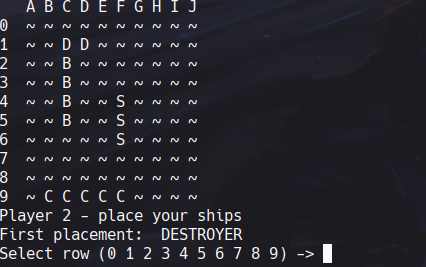 A B C D E F G H I J
0 ~ ~ ~ ~ ~ ~ ~ ~ ~ ~
1 ~ ~ D D ~ ~ ~ ~ ~ ~
2 ~ ~ B ~ ~ ~ ~ ~ ~ ~
3 ~ ~ B ~ ~ ~ ~ ~ ~ ~
4 ~ ~ B ~ ~ S ~ ~ ~ ~
5 ~ ~ B ~ ~ S ~ ~ ~ ~
6 ~ ~ ~ ~ ~ S ~ ~ ~ ~
7 ~ ~ ~ ~ ~ ~ ~ ~ ~ ~
8 ~ ~ ~ ~ ~ ~ ~ ~ ~ ~
9 ~ C C C C C ~ ~ ~ ~
Player 2 - place your ships
First placement:  DESTROYER
Select row (0 1 2 3 4 5 6 7 8 9) ->